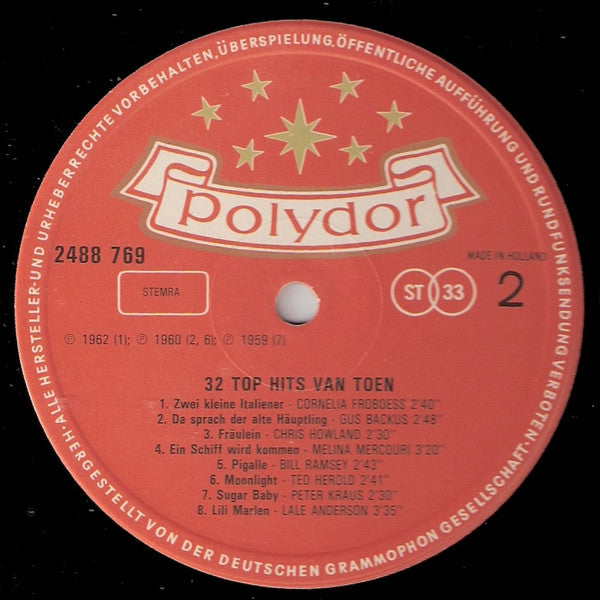 ·ALLE HERSTELLER-UND URHEBERRECHTE VORBEHALTEN, ÜBERSPIELUNG, ÖFFENTLICHE AUFFÜHRUNG UND RUNDFUNKSENDUNG VERBOTEN·
polydor
2488 769
MADE IN HOLLAND
STEMRA
ST 33
2
℗ 1962 (1); ℗ 1960 (2, 6); ℗ 1959 (7)
32 TOP HITS VAN TOEN
1. Zwei kleine Italiener - CORNELIA FROBOESS 2'40''
2. Da sprach der alte Häuptling - GUS BACKUS 2'48''
3. Fräulein - CHRIS HOWLAND 2'30''
4. Ein Schiff wird kommen - MELINA MERCOURI 3'20''
5. Pigalle - BILL RAMSEY 2'43''
6. Moonlight - TED HEROLD 2'41''
7. Sugar Baby - PETER KRAUS 2'30''
8. Lili Marlen - LALE ANDERSON 3'35''
HERGESTELLT VON DER DEUTSCHEN GRAMMOPHON GESELLSCHAFT·